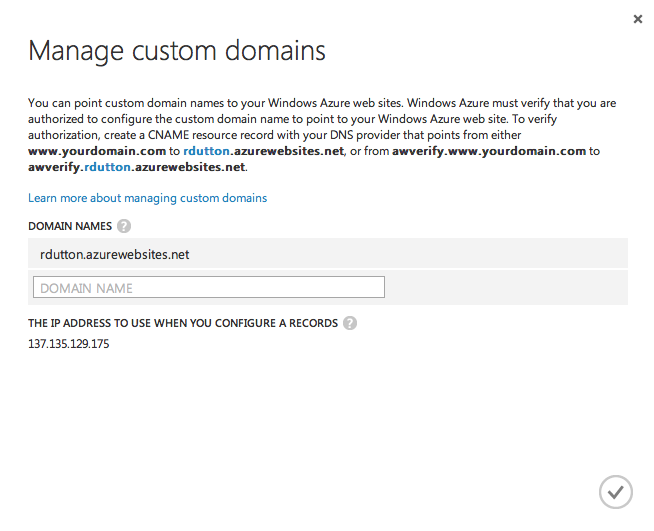 Manage custom domains
You can point custom domain names to your Windows Azure web sites. Windows Azure must verify that you are
authorized to configure the custom domain name to point to your Windows Azure web site. To verify
authorization, create a CNAME resource record with your DNS provider that points from either
www.yourdomain.com to rdutton.azurewebsites.net, or from awverify.www.yourdomain.com to
awverify.rdutton.azurewebsites.net.
Learn more about managing custom domains
DOMAIN NAMES ?
rdutton.azurewebsites.net
DOMAIN NAME
THE IP ADDRESS TO USE WHEN YOU CONFIGURE A RECORDS ?
137.135.129.175